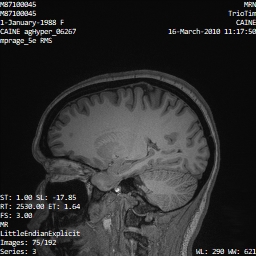 M87100045
M87100045
1-January-1988 F
CAINE agHyper_06267
mprage_5e RMS
MRN
TrioTim
CAINE
16-March-2010 11:17:50
ST: 1.00 SL: -17.85
RT: 2530.00 ET: 1.64
FS: 3.00
MR
LittleEndianExplicit
Images: 75/192
Series: 3
WL: 290 WW: 621